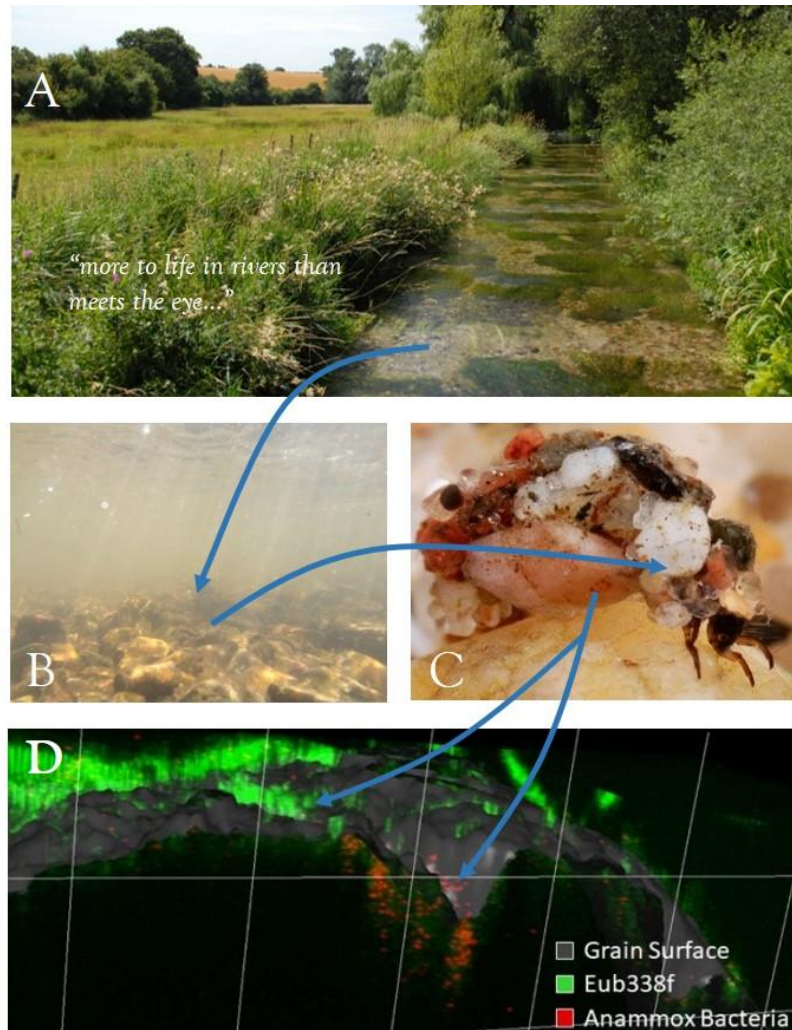 A
“more to life in rivers than
meets the eye...”
B
C
D
Grain Surface
Eub338f
Anammox Bacteria